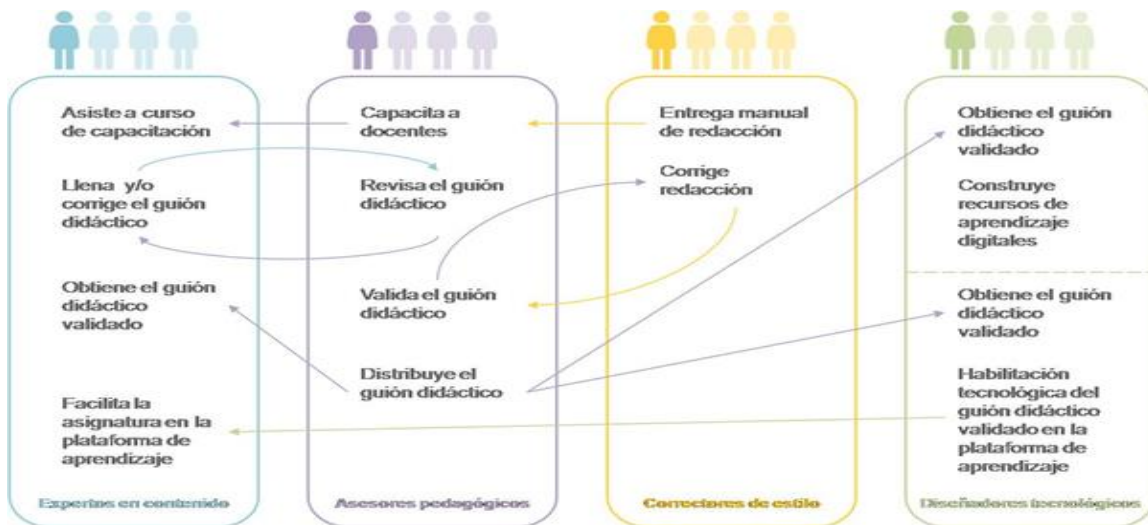 Asiste a curso
de capacitación
Llena y/o
corrige el guión
didáctico
Obtiene el guión
didáctico
validado
Facilita la
asignatura en la
plataforma de
aprendizaje
Expertos en contenido
Capacita a
docentes
Revisa el guión
didáctico
Valida el guión
didáctico
Distribuye el
guión didáctico
Asesores pedagógicos
Entrega manual
de redacción
Corrige
redacción
Correctores de estilo
Obtiene el guión
didáctico
validado
Construye
recursos de
aprendizaje
digitales
Obtiene el guión
didáctico
validado
Habilitación
tecnológica del
guión didáctico
validado en la
plataforma de
aprendizaje
Diseñadores tecnológicos